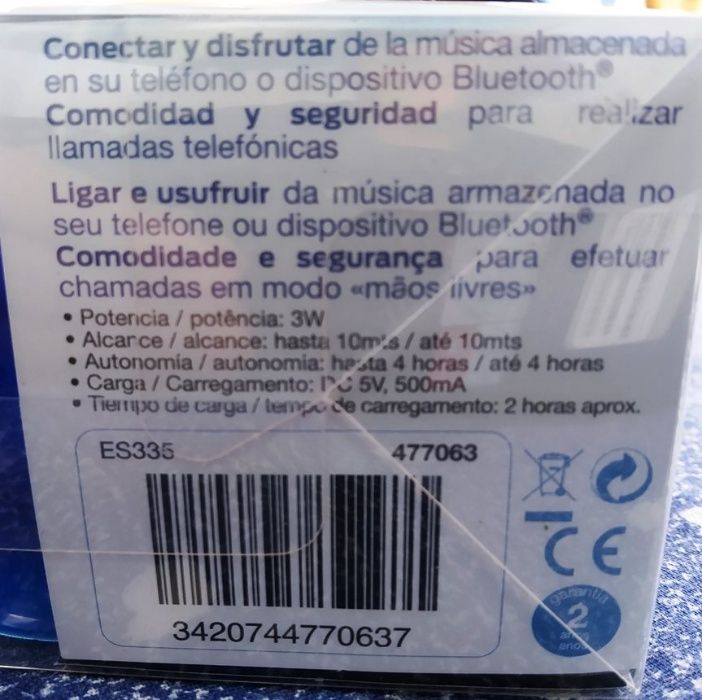 Conectar y disfrutar de la música almacenada
en su teléfono o dispositivo Bluetooth®
Comodidad y seguridad para realizar
llamadas telefónicas
Ligar e usufruir da música armazenada no
seu telefone ou dispositivo Bluetooth®
Comodidade e segurança para efetuar
chamadas em modo «mãos livres»
• Potencia / potência: 3W
• Alcance / alcance: hasta 10mts / até 10mts
• Autonomía / autonomia: hasta 4 horas / até 4 horas
• Carga / Carregamento: DC 5V, 500mA
• Tiempo de carga / tempo de carregamento: 2 horas aprox.
ES335 477063
3420744770637
CE
garantia
2
años
anos